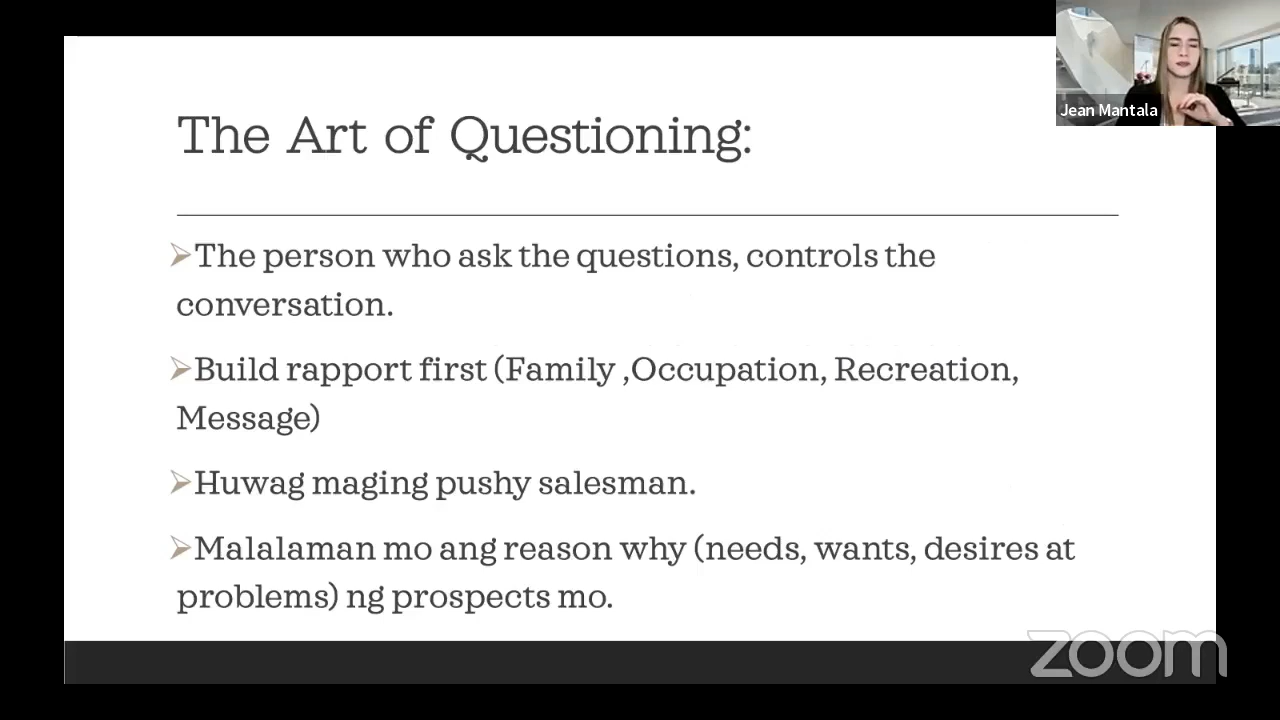 Jean Mantala
The Art of Questioning:
➢The person who ask the questions, controls the
conversation.
➢Build rapport first (Family ,Occupation, Recreation,
Message)
➢Huwag maging pushy salesman.
➢Malalaman mo ang reason why (needs, wants, desires at
problems) ng prospects mo.
zoom